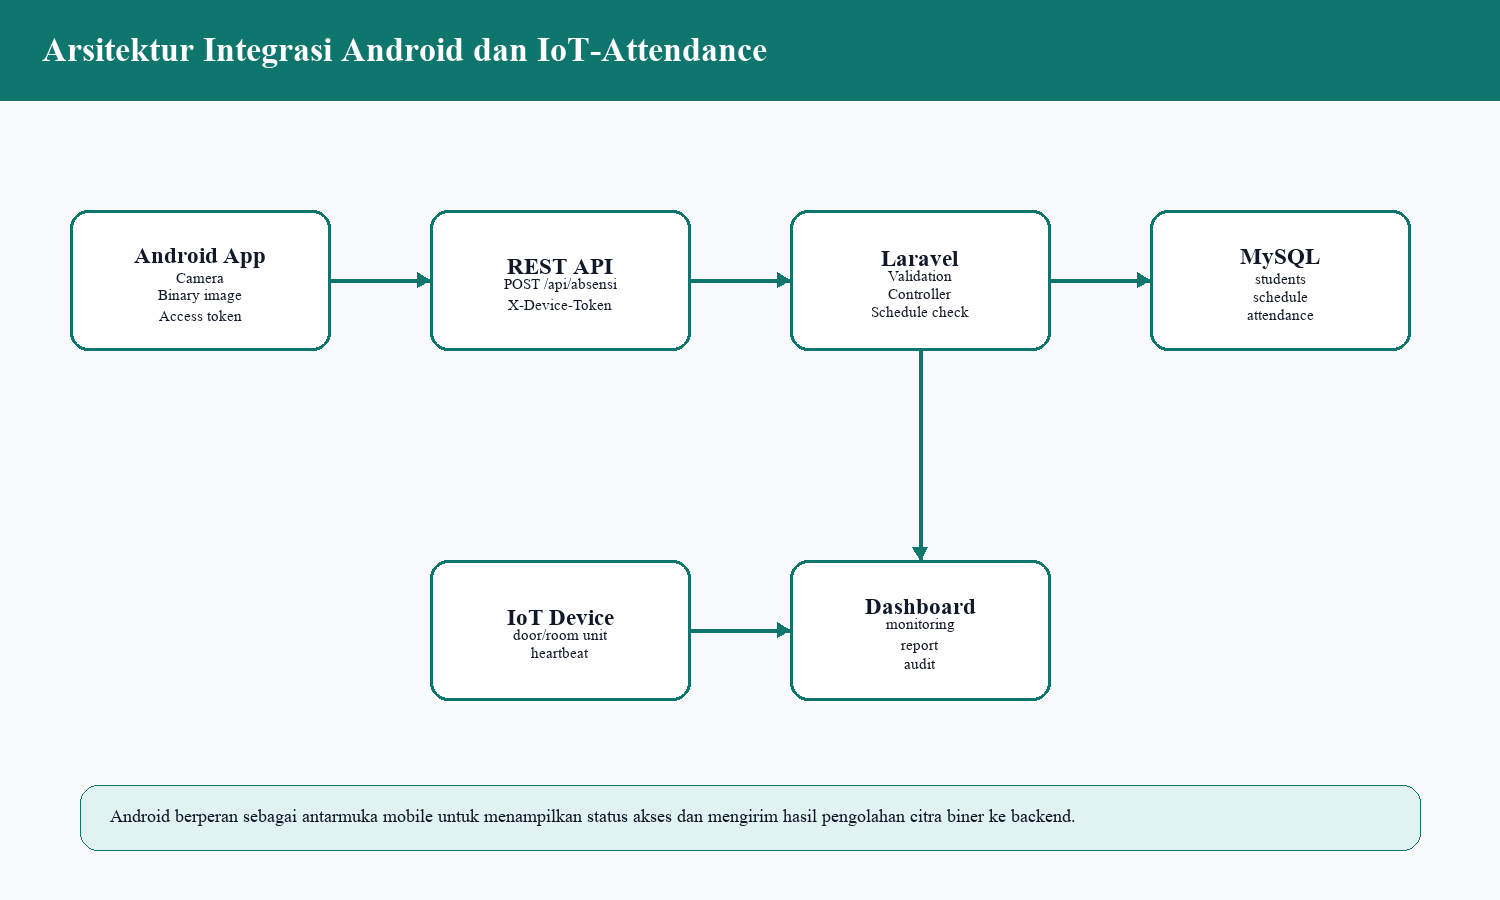 Arsitektur Integrasi Android dan IoT-Attendance
Android App
Camera
Binary image
Access token
REST API
POST /api/absensi
X-Device-Token
Laravel
Validation
Controller
Schedule check
MySQL
students
schedule
attendance
IoT Device
door/room unit
heartbeat
Dashboard
monitoring
report
audit
Android berperan sebagai antarmuka mobile untuk menampilkan status akses dan mengirim hasil pengolahan citra biner ke backend.